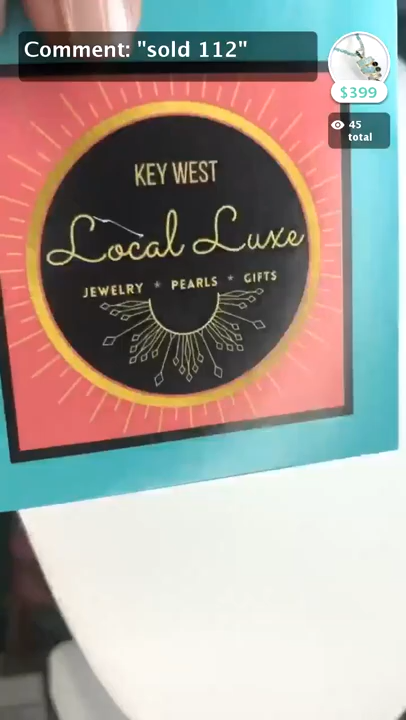 Comment: "sold 112"
$399
45
total
KEY WEST
Local Luxe
JEWELRY * PEARLS * GIFTS